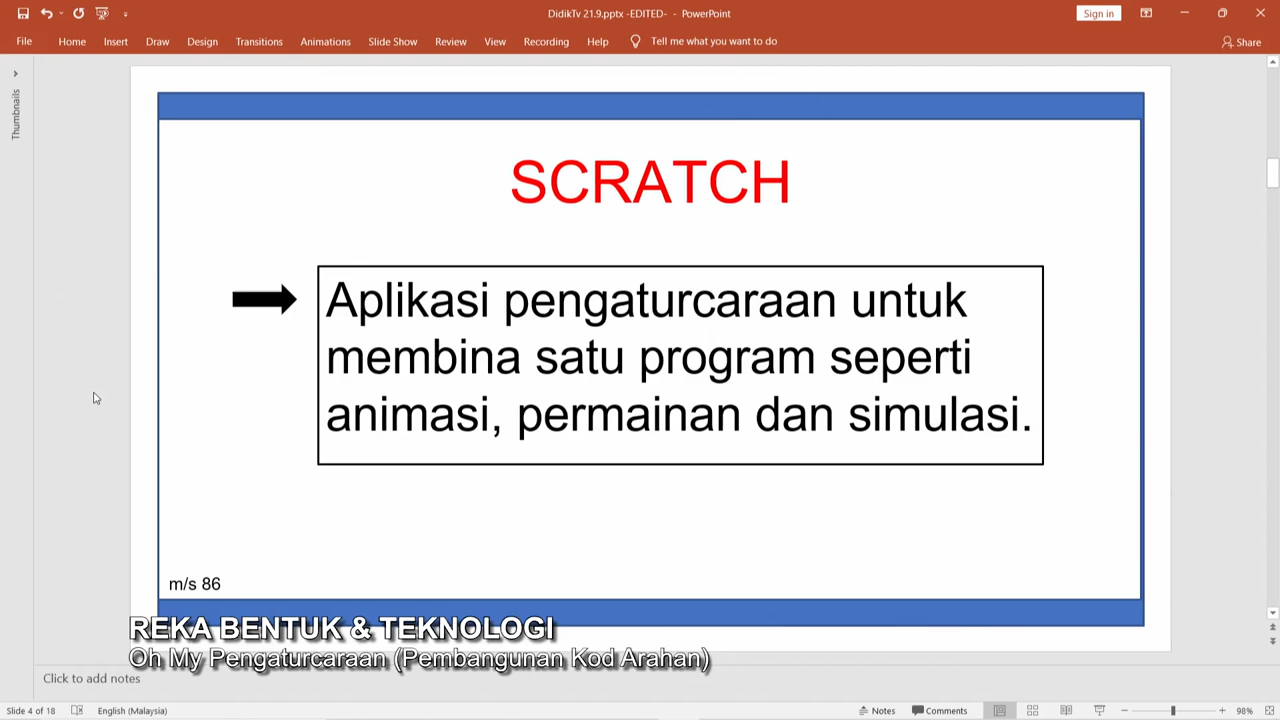 DidikTv 21.9.pptx -EDITED- - PowerPoint
Sign in
File Home Insert Draw Design Transitions Animations Slide Show Review View Recording Help Tell me what you want to do Share
Thumbnails
SCRATCH
Aplikasi pengaturcaraan untuk
membina satu program seperti
animasi, permainan dan simulasi.
m/s 86
REKA BENTUK & TEKNOLOGI
Oh My Pengaturcaraan (Pembangunan Kod Arahan)
Click to add notes
Slide 4 of 18 English (Malaysia) Notes Comments 98%